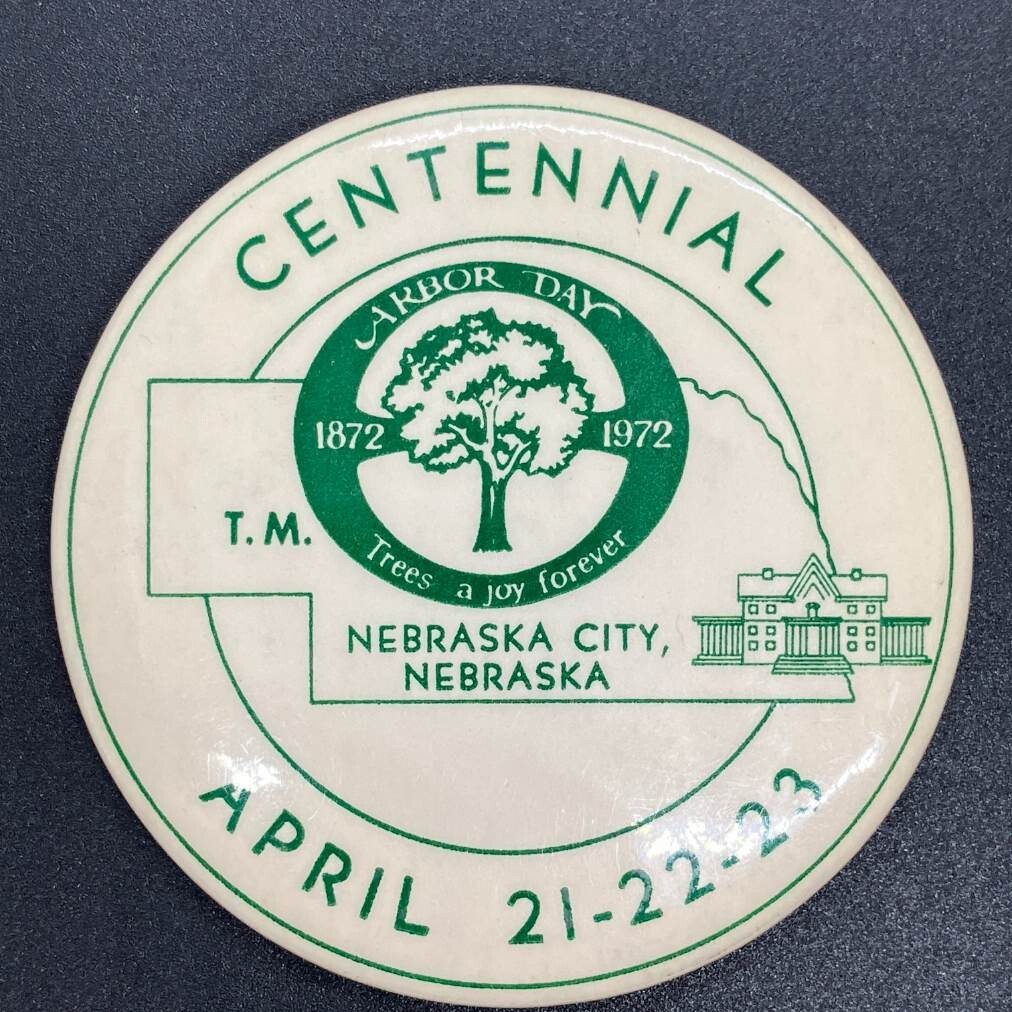 CENTENNIAL
ARBOR DAY
1872 1972
T.M.
Trees a joy forever
NEBRASKA CITY,
NEBRASKA
APRIL 21-22-23